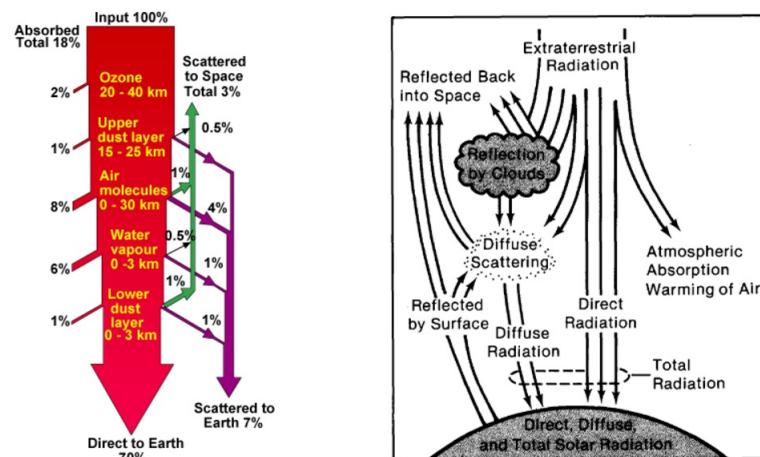 Input 100%
Absorbed
Total 18%
Ozone
20 - 40 km
2%
Upper
dust layer
15 - 25 km
1%
Air
molecules
0 - 30 km
8%
Water
vapour
0 -3 km
6%
Lower
dust
layer
0 - 3 km
1%
Scattered
to Space
Total 3%
0.5%
1%
4%
0.5%
1%
1%
1%
Scattered to
Earth 7%
Direct to Earth
70%
Extraterrestrial
Radiation
Reflected Back
into Space
Reflection
by Clouds
Diffuse
Scattering
Atmospheric
Absorption
Warming of Air
Reflected
by Surface
Diffuse
Radiation
Direct
Radiation
Total
Radiation
Direct, Diffuse,
and Total Solar Radiation